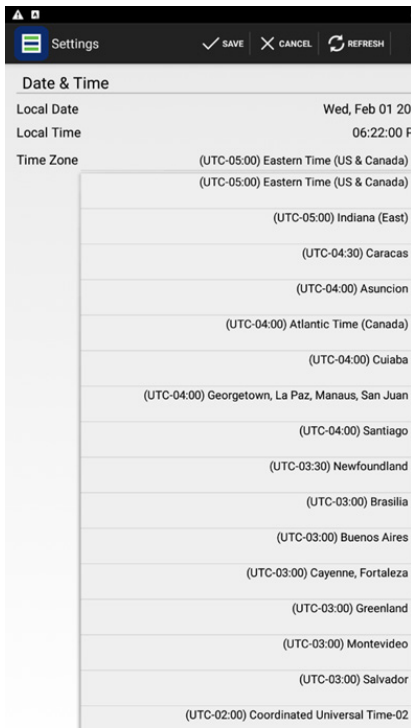 Settings
SAVE
CANCEL
REFRESH
Date & Time
Local Date Wed, Feb 01 20
Local Time 06:22:00 P
Time Zone (UTC-05:00) Eastern Time (US & Canada)
(UTC-05:00) Eastern Time (US & Canada)
(UTC-05:00) Indiana (East)
(UTC-04:30) Caracas
(UTC-04:00) Asuncion
(UTC-04:00) Atlantic Time (Canada)
(UTC-04:00) Cuiaba
(UTC-04:00) Georgetown, La Paz, Manaus, San Juan
(UTC-04:00) Santiago
(UTC-03:30) Newfoundland
(UTC-03:00) Brasilia
(UTC-03:00) Buenos Aires
(UTC-03:00) Cayenne, Fortaleza
(UTC-03:00) Greenland
(UTC-03:00) Montevideo
(UTC-03:00) Salvador
(UTC-02:00) Coordinated Universal Time-02